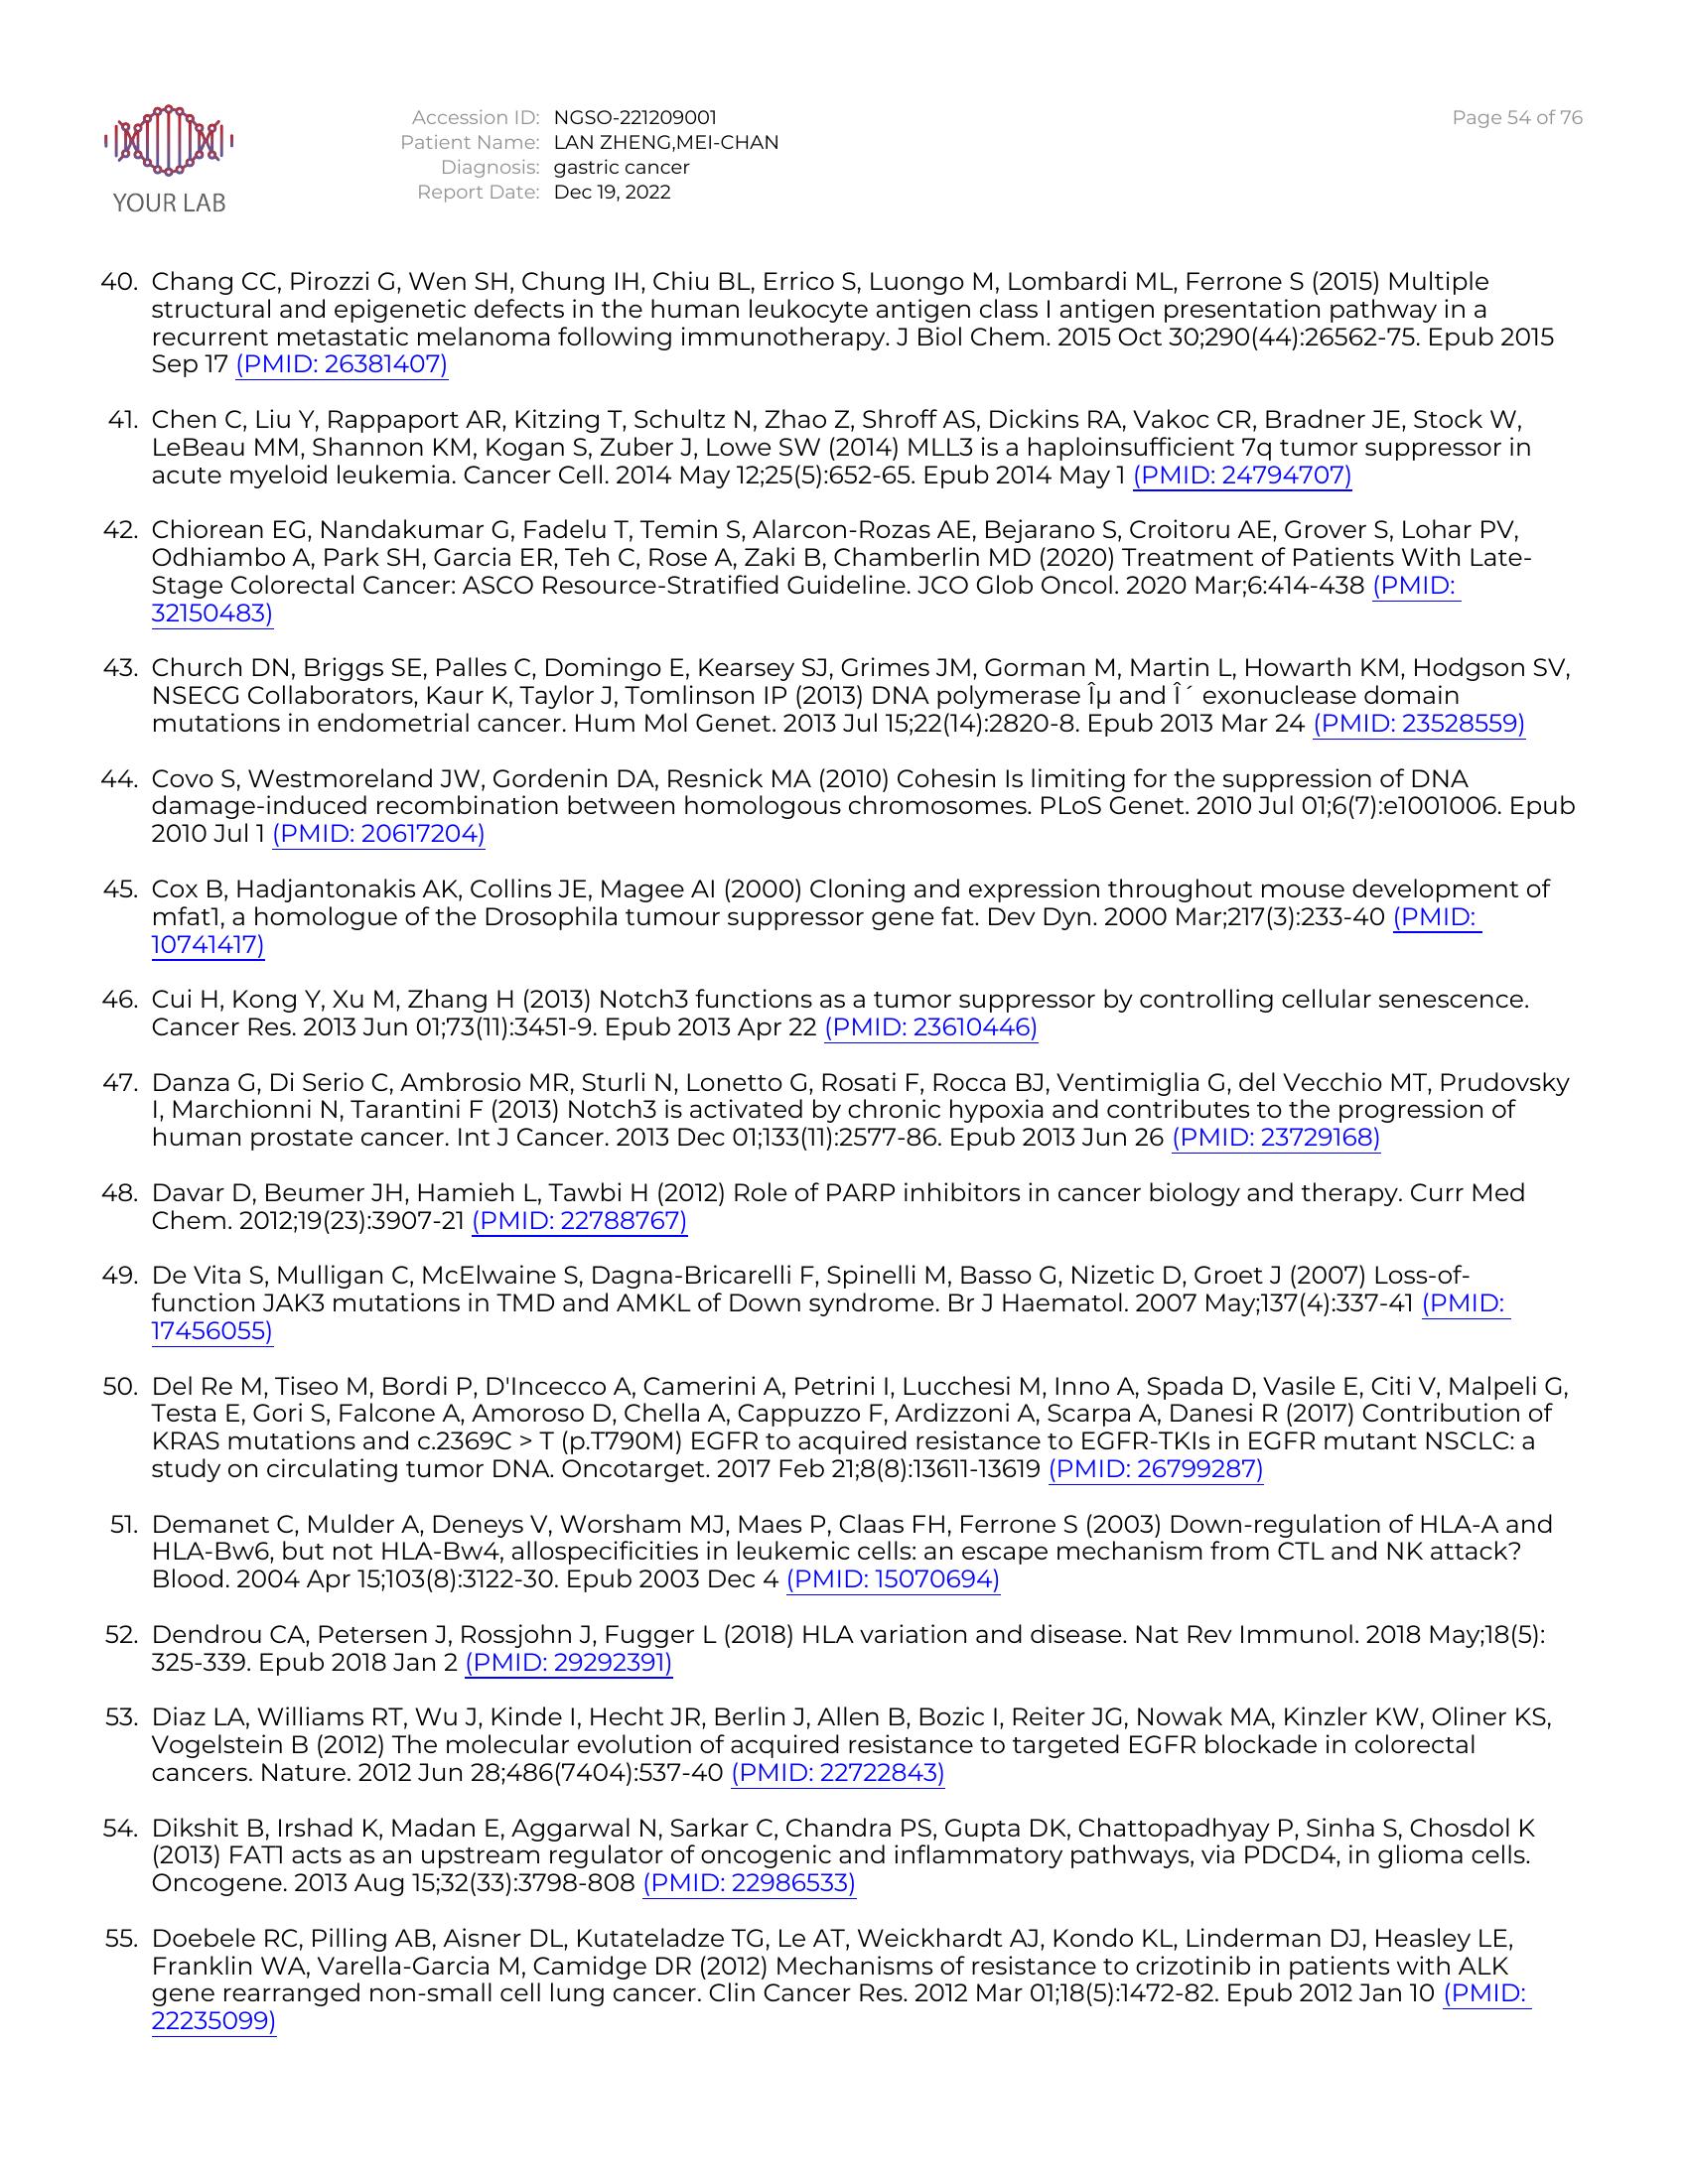 YOUR LAB
Accession ID: NGSO-221209001
Patient Name: LAN ZHENG,MEI-CHAN
Diagnosis: gastric cancer
Report Date: Dec 19, 2022
Page 54 of 76
40. Chang CC, Pirozzi G, Wen SH, Chung IH, Chiu BL, Errico S, Luongo M, Lombardi ML, Ferrone S (2015) Multiple
structural and epigenetic defects in the human leukocyte antigen class I antigen presentation pathway in a
recurrent metastatic melanoma following immunotherapy. J Biol Chem. 2015 Oct 30;290(44):26562-75. Epub 2015
Sep 17 (PMID: 26381407)
41. Chen C, Liu Y, Rappaport AR, Kitzing T, Schultz N, Zhao Z, Shroff AS, Dickins RA, Vakoc CR, Bradner JE, Stock W,
LeBeau MM, Shannon KM, Kogan S, Zuber J, Lowe SW (2014) MLL3 is a haploinsufficient 7q tumor suppressor in
acute myeloid leukemia. Cancer Cell. 2014 May 12;25(5):652-65. Epub 2014 May 1 (PMID: 24794707)
42. Chiorean EG, Nandakumar G, Fadelu T, Temin S, Alarcon-Rozas AE, Bejarano S, Croitoru AE, Grover S, Lohar PV,
Odhiambo A, Park SH, Garcia ER, Teh C, Rose A, Zaki B, Chamberlin MD (2020) Treatment of Patients With Late-
Stage Colorectal Cancer: ASCO Resource-Stratified Guideline. JCO Glob Oncol. 2020 Mar;6:414-438 (PMID:
32150483)
43. Church DN, Briggs SE, Palles C, Domingo E, Kearsey SJ, Grimes JM, Gorman M, Martin L, Howarth KM, Hodgson SV,
NSECG Collaborators, Kaur K, Taylor J, Tomlinson IP (2013) DNA polymerase Îµ and Î´ exonuclease domain
mutations in endometrial cancer. Hum Mol Genet. 2013 Jul 15;22(14):2820-8. Epub 2013 Mar 24 (PMID: 23528559)
44. Covo S, Westmoreland JW, Gordenin DA, Resnick MA (2010) Cohesin Is limiting for the suppression of DNA
damage-induced recombination between homologous chromosomes. PLoS Genet. 2010 Jul 01;6(7):e1001006. Epub
2010 Jul 1 (PMID: 20617204)
45. Cox B, Hadjantonakis AK, Collins JE, Magee AI (2000) Cloning and expression throughout mouse development of
mfat1, a homologue of the Drosophila tumour suppressor gene fat. Dev Dyn. 2000 Mar;217(3):233-40 (PMID:
10741417)
46. Cui H, Kong Y, Xu M, Zhang H (2013) Notch3 functions as a tumor suppressor by controlling cellular senescence.
Cancer Res. 2013 Jun 01;73(11):3451-9. Epub 2013 Apr 22 (PMID: 23610446)
47. Danza G, Di Serio C, Ambrosio MR, Sturli N, Lonetto G, Rosati F, Rocca BJ, Ventimiglia G, del Vecchio MT, Prudovsky
I, Marchionni N, Tarantini F (2013) Notch3 is activated by chronic hypoxia and contributes to the progression of
human prostate cancer. Int J Cancer. 2013 Dec 01;133(11):2577-86. Epub 2013 Jun 26 (PMID: 23729168)
48. Davar D, Beumer JH, Hamieh L, Tawbi H (2012) Role of PARP inhibitors in cancer biology and therapy. Curr Med
Chem. 2012;19(23):3907-21 (PMID: 22788767)
49. De Vita S, Mulligan C, McElwaine S, Dagna-Bricarelli F, Spinelli M, Basso G, Nizetic D, Groet J (2007) Loss-of-
function JAK3 mutations in TMD and AMKL of Down syndrome. Br J Haematol. 2007 May;137(4):337-41 (PMID:
17456055)
50. Del Re M, Tiseo M, Bordi P, D'Incecco A, Camerini A, Petrini I, Lucchesi M, Inno A, Spada D, Vasile E, Citi V, Malpeli G,
Testa E, Gori S, Falcone A, Amoroso D, Chella A, Cappuzzo F, Ardizzoni A, Scarpa A, Danesi R (2017) Contribution of
KRAS mutations and c.2369C > T (p.T790M) EGFR to acquired resistance to EGFR-TKIs in EGFR mutant NSCLC: a
study on circulating tumor DNA. Oncotarget. 2017 Feb 21;8(8):13611-13619 (PMID: 26799287)
51. Demanet C, Mulder A, Deneys V, Worsham MJ, Maes P, Claas FH, Ferrone S (2003) Down-regulation of HLA-A and
HLA-Bw6, but not HLA-Bw4, allospecificities in leukemic cells: an escape mechanism from CTL and NK attack?
Blood. 2004 Apr 15;103(8):3122-30. Epub 2003 Dec 4 (PMID: 15070694)
52. Dendrou CA, Petersen J, Rossjohn J, Fugger L (2018) HLA variation and disease. Nat Rev Immunol. 2018 May;18(5):
325-339. Epub 2018 Jan 2 (PMID: 29292391)
53. Diaz LA, Williams RT, Wu J, Kinde I, Hecht JR, Berlin J, Allen B, Bozic I, Reiter JG, Nowak MA, Kinzler KW, Oliner KS,
Vogelstein B (2012) The molecular evolution of acquired resistance to targeted EGFR blockade in colorectal
cancers. Nature. 2012 Jun 28;486(7404):537-40 (PMID: 22722843)
54. Dikshit B, Irshad K, Madan E, Aggarwal N, Sarkar C, Chandra PS, Gupta DK, Chattopadhyay P, Sinha S, Chosdol K
(2013) FAT1 acts as an upstream regulator of oncogenic and inflammatory pathways, via PDCD4, in glioma cells.
Oncogene. 2013 Aug 15;32(33):3798-808 (PMID: 22986533)
55. Doebele RC, Pilling AB, Aisner DL, Kutateladze TG, Le AT, Weickhardt AJ, Kondo KL, Linderman DJ, Heasley LE,
Franklin WA, Varella-Garcia M, Camidge DR (2012) Mechanisms of resistance to crizotinib in patients with ALK
gene rearranged non-small cell lung cancer. Clin Cancer Res. 2012 Mar 01;18(5):1472-82. Epub 2012 Jan 10 (PMID:
22235099)